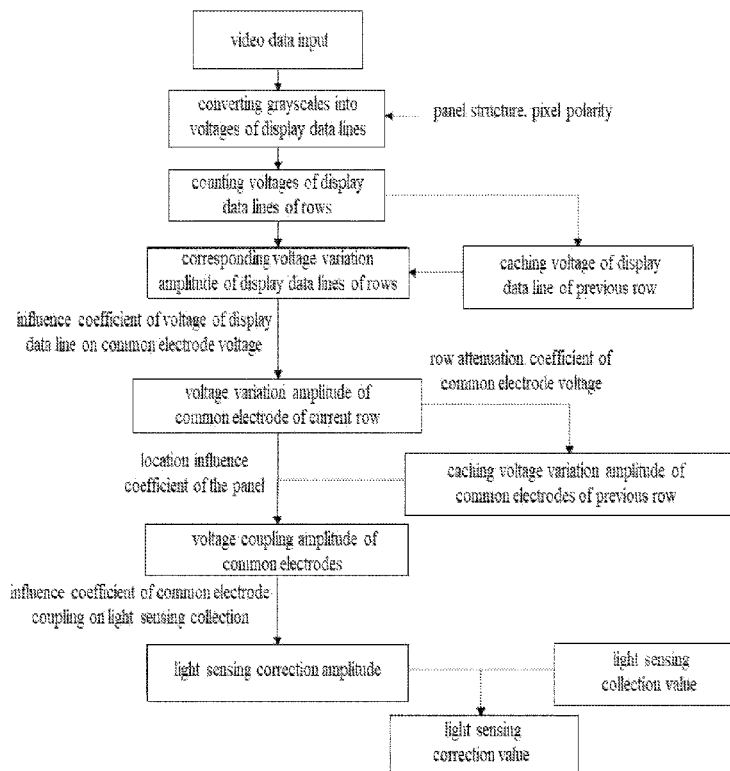 video data input
converting grayscales into
voltages of display data lines
panel structure, pixel polarity
counting voltages of display
data lines of rows
corresponding voltage variation
amplitude of display data lines of rows
caching voltage of display
data line of previous row
influence coefficient of voltage of display
data line on common electrode voltage
row attenuation coefficient of
common electrode voltage
voltage variation amplitude of
common electrode of current row
location influence
coefficient of the panel
caching voltage variation amplitude of
common electrodes of previous row
voltage coupling amplitude of
common electrodes
influence coefficient of common electrode
coupling on light sensing collection
light sensing correction amplitude
light sensing
collection value
light sensing
correction value